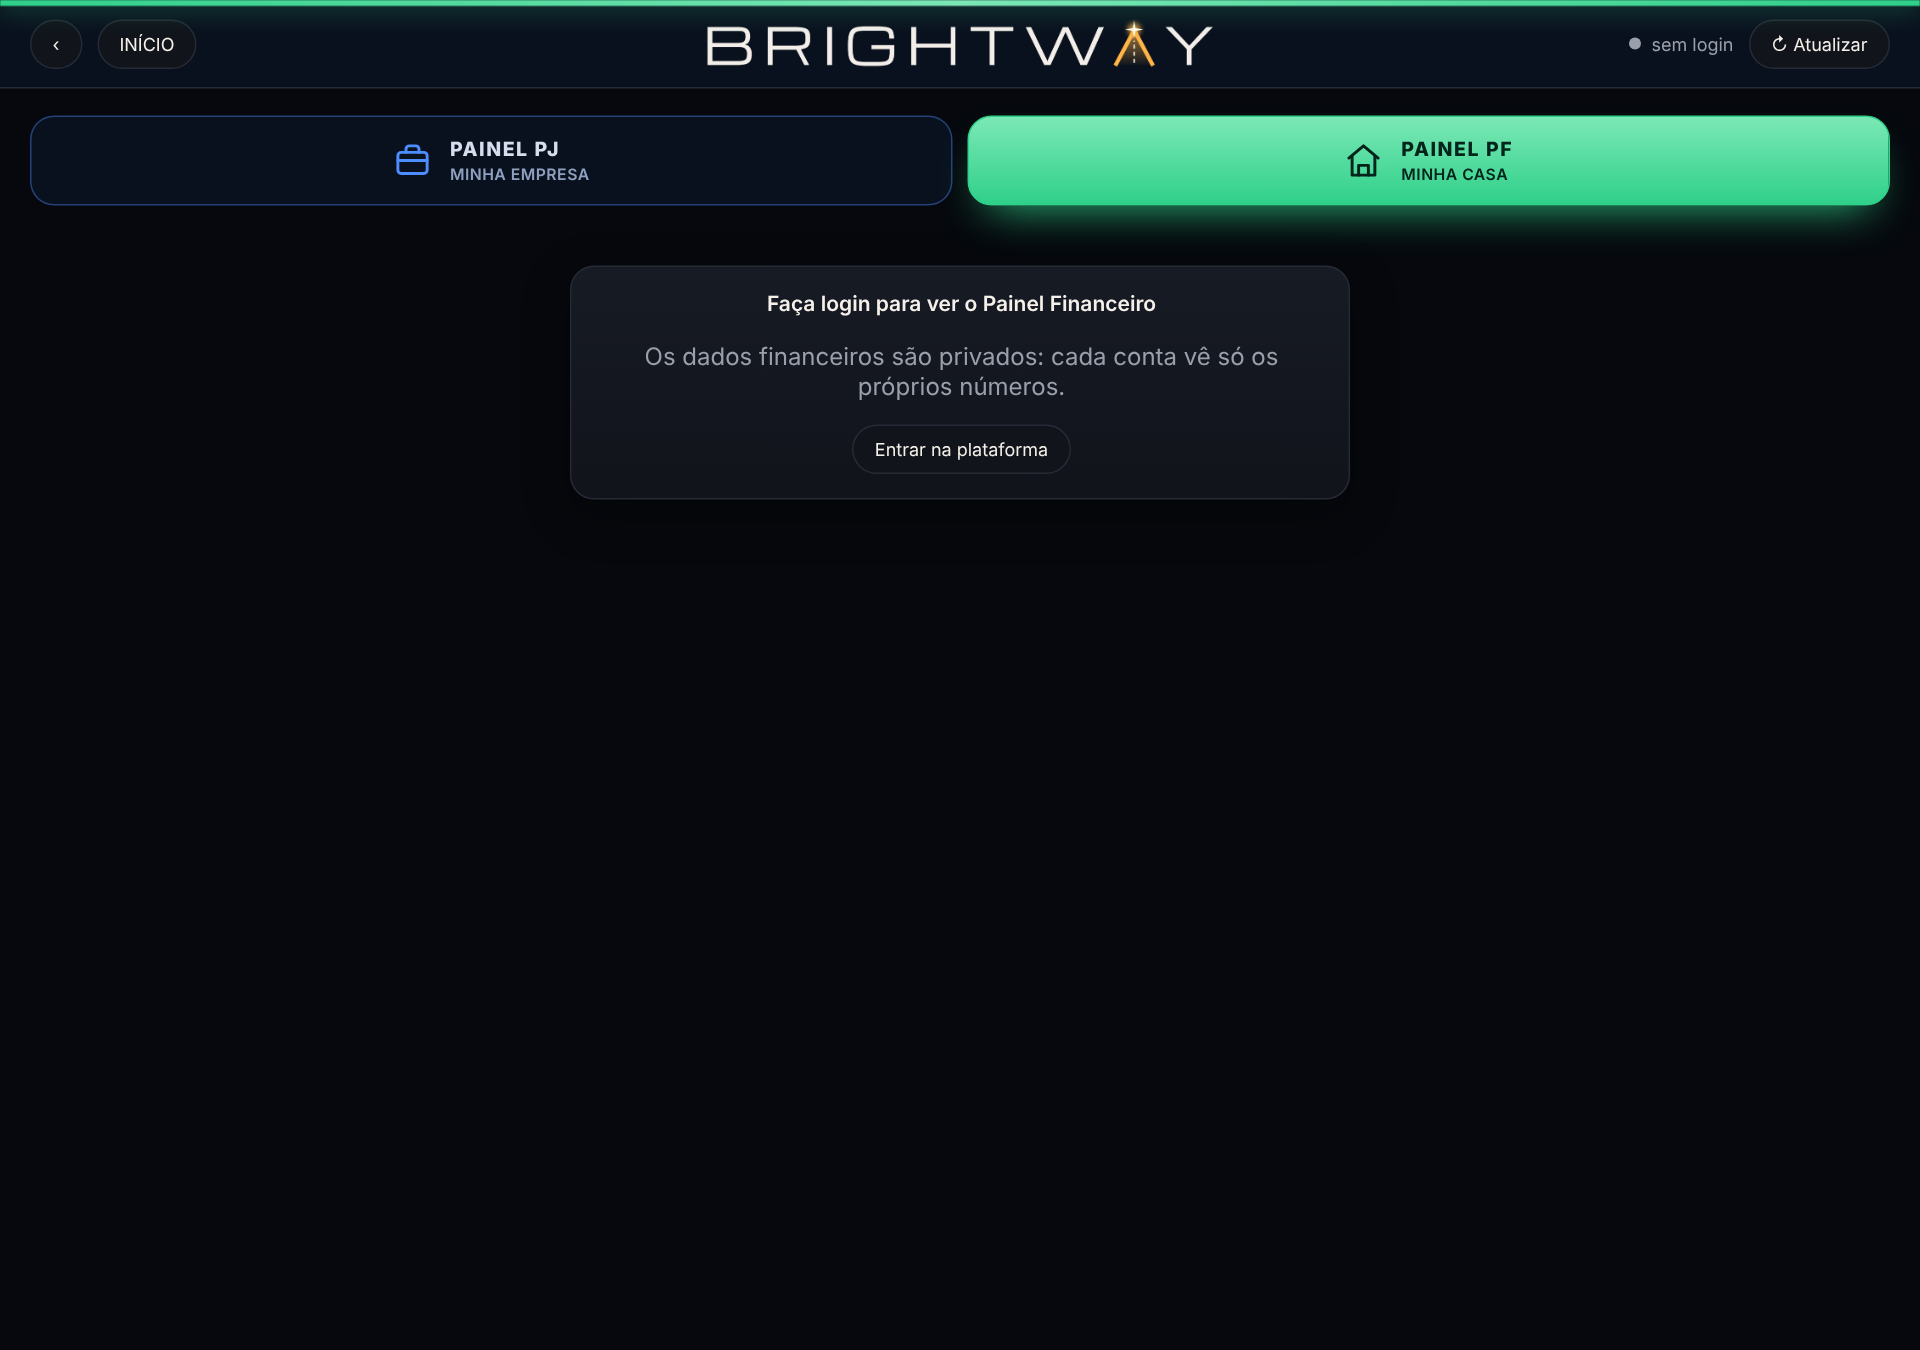 ‹
INÍCIO
BRIGHTWAY
sem login
↻ Atualizar
PAINEL PJ
MINHA EMPRESA
PAINEL PF
MINHA CASA
Faça login para ver o Painel Financeiro
Os dados financeiros são privados: cada conta vê só os
próprios números.
Entrar na plataforma